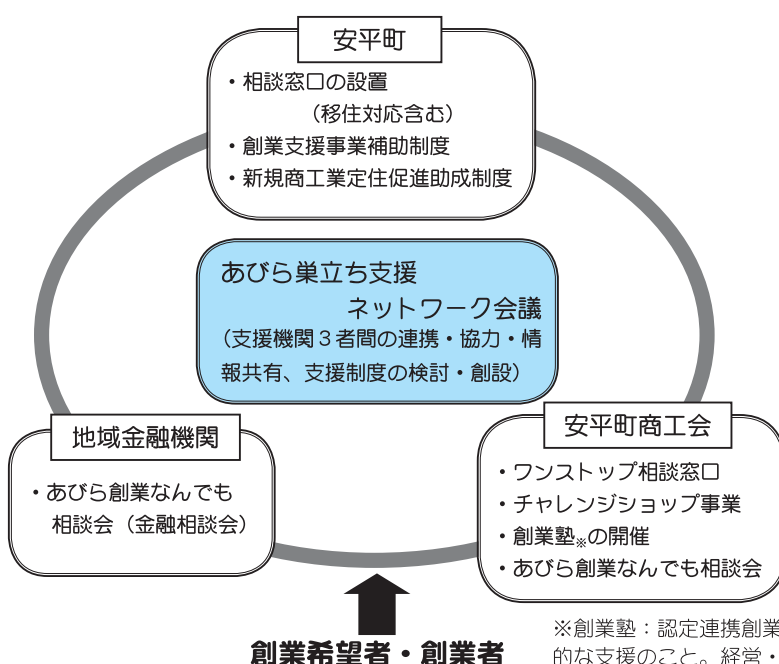 安平町
・相談窓口の設置
（移住対応含む）
・創業支援事業補助制度
・新規商工業定住促進助成制度
あびら巣立ち支援
ネットワーク会議
（支援機関３者間の連携・協力・情
報共有、支援制度の検討・創設）
地域金融機関
・あびら創業なんでも
相談会（金融相談会）
安平町商工会
・ワンストップ相談窓口
・チャレンジショップ事業
・創業塾※の開催
・あびら創業なんでも相談会
創業希望者・創業者
※創業塾：認定連携創業
的な支援のこと。経営・